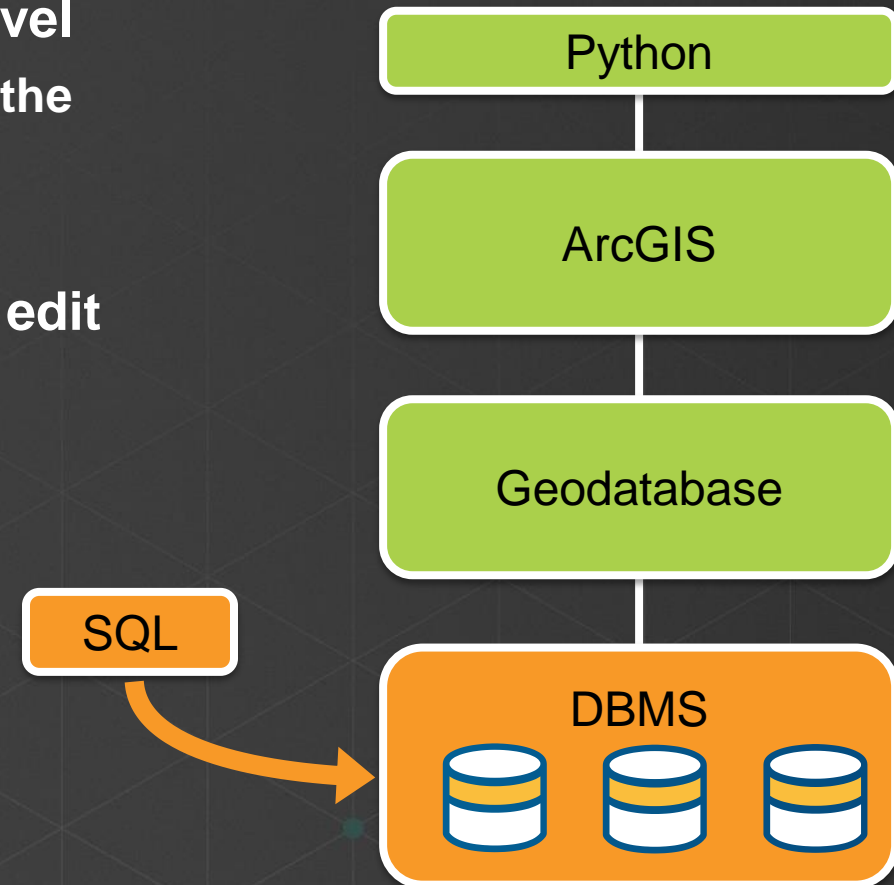 vel
the
edit
Python
ArcGIS
Geodatabase
SQL
DBMS